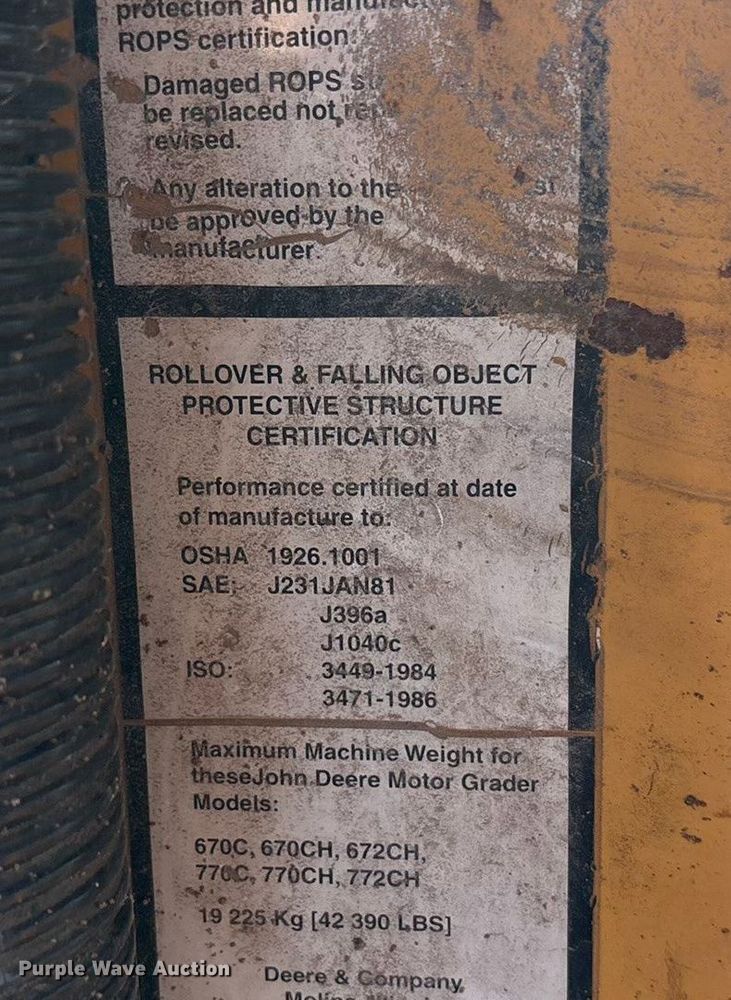 protection and
ROPS certification:
Damaged ROPS
be replaced not
revised.
Any alteration to the
be approved by the
manufacturer.
ROLLOVER & FALLING OBJECT
PROTECTIVE STRUCTURE
CERTIFICATION
Performance certified at date
of manufacture to:
OSHA 1926.1001
SAE: J231JAN81
J396a
J1040c
ISO: 3449-1984
3471-1986
Maximum Machine Weight for
theseJohn Deere Motor Grader
Models:
670C, 670CH, 672CH,
770C, 770CH, 772CH
19 225 Kg [42 390 LBS]
Deere & Company,
Purple Wave Auction